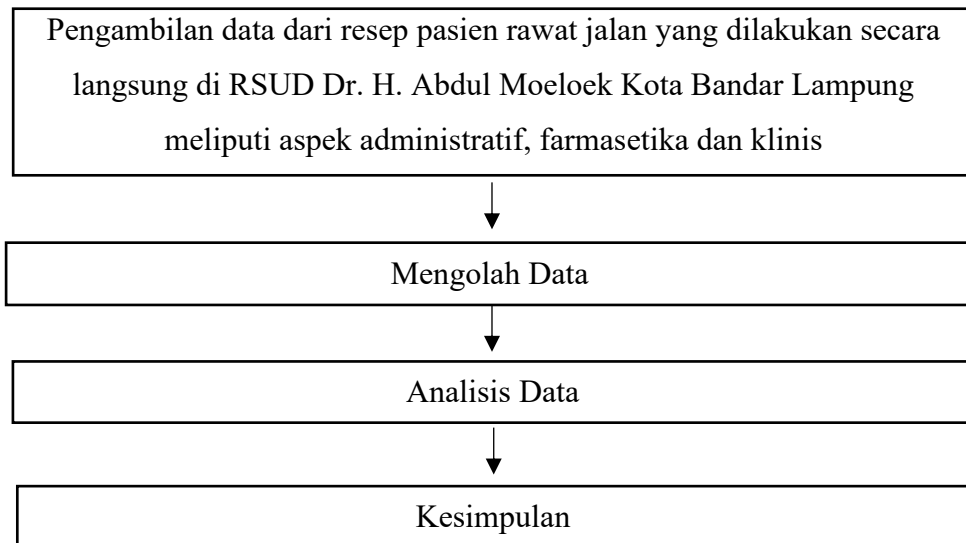 Pengambilan data dari resep pasien rawat jalan yang dilakukan secara
langsung di RSUD Dr. H. Abdul Moeloek Kota Bandar Lampung
meliputi aspek administratif, farmasetika dan klinis
Mengolah Data
Analisis Data
Kesimpulan